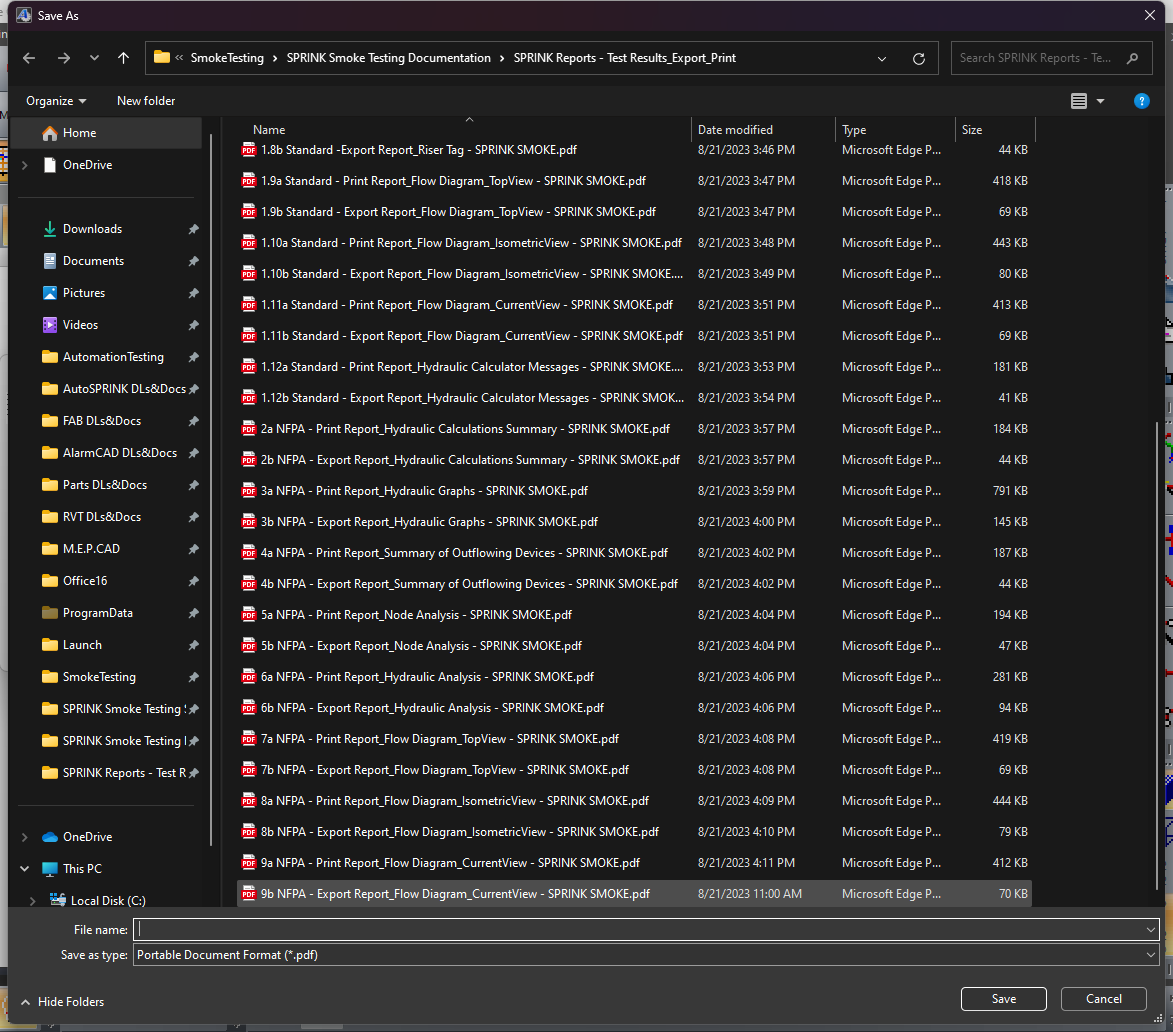 Save As
SmokeTesting > SPRINK Smoke Testing Documentation > SPRINK Reports - Test Results_Export_Print
Search SPRINK Reports - Te...
Organize
New folder
Home
OneDrive
Downloads
Documents
Pictures
Videos
AutomationTesting
AutoSPRINK DLs&Docs
FAB DLs&Docs
AlarmCAD DLs&Docs
Parts DLs&Docs
RVT DLs&Docs
M.E.P.CAD
Office16
ProgramData
Launch
SmokeTesting
SPRINK Smoke Testing
SPRINK Smoke Testing
SPRINK Reports - Test R
OneDrive
This PC
Local Disk (C:)
Name Date modified Type Size
1.8b Standard -Export Report_Riser Tag - SPRINK SMOKE.pdf 8/21/2023 3:46 PM Microsoft Edge P... 44 KB
1.9a Standard - Print Report_Flow Diagram_TopView - SPRINK SMOKE.pdf 8/21/2023 3:47 PM Microsoft Edge P... 418 KB
1.9b Standard - Export Report_Flow Diagram_TopView - SPRINK SMOKE.pdf 8/21/2023 3:47 PM Microsoft Edge P... 69 KB
1.10a Standard - Print Report_Flow Diagram_IsometricView - SPRINK SMOKE.pdf 8/21/2023 3:48 PM Microsoft Edge P... 443 KB
1.10b Standard - Export Report_Flow Diagram_IsometricView - SPRINK SMOKE.... 8/21/2023 3:49 PM Microsoft Edge P... 80 KB
1.11a Standard - Print Report_Flow Diagram_CurrentView - SPRINK SMOKE.pdf 8/21/2023 3:51 PM Microsoft Edge P... 413 KB
1.11b Standard - Export Report_Flow Diagram_CurrentView - SPRINK SMOKE.pdf 8/21/2023 3:51 PM Microsoft Edge P... 69 KB
1.12a Standard - Print Report_Hydraulic Calculator Messages - SPRINK SMOKE.... 8/21/2023 3:53 PM Microsoft Edge P... 181 KB
1.12b Standard - Export Report_Hydraulic Calculator Messages - SPRINK SMOK... 8/21/2023 3:54 PM Microsoft Edge P... 41 KB
2a NFPA - Print Report_Hydraulic Calculations Summary - SPRINK SMOKE.pdf 8/21/2023 3:57 PM Microsoft Edge P... 184 KB
2b NFPA - Export Report_Hydraulic Calculations Summary - SPRINK SMOKE.pdf 8/21/2023 3:57 PM Microsoft Edge P... 44 KB
3a NFPA - Print Report_Hydraulic Graphs - SPRINK SMOKE.pdf 8/21/2023 3:59 PM Microsoft Edge P... 791 KB
3b NFPA - Export Report_Hydraulic Graphs - SPRINK SMOKE.pdf 8/21/2023 4:00 PM Microsoft Edge P... 145 KB
4a NFPA - Print Report_Summary of Outflowing Devices - SPRINK SMOKE.pdf 8/21/2023 4:02 PM Microsoft Edge P... 187 KB
4b NFPA - Export Report_Summary of Outflowing Devices - SPRINK SMOKE.pdf 8/21/2023 4:02 PM Microsoft Edge P... 44 KB
5a NFPA - Print Report_Node Analysis - SPRINK SMOKE.pdf 8/21/2023 4:04 PM Microsoft Edge P... 194 KB
5b NFPA - Export Report_Node Analysis - SPRINK SMOKE.pdf 8/21/2023 4:04 PM Microsoft Edge P... 47 KB
6a NFPA - Print Report_Hydraulic Analysis - SPRINK SMOKE.pdf 8/21/2023 4:06 PM Microsoft Edge P... 281 KB
6b NFPA - Export Report_Hydraulic Analysis - SPRINK SMOKE.pdf 8/21/2023 4:06 PM Microsoft Edge P... 94 KB
7a NFPA - Print Report_Flow Diagram_TopView - SPRINK SMOKE.pdf 8/21/2023 4:08 PM Microsoft Edge P... 419 KB
7b NFPA - Export Report_Flow Diagram_TopView - SPRINK SMOKE.pdf 8/21/2023 4:08 PM Microsoft Edge P... 69 KB
8a NFPA - Print Report_Flow Diagram_IsometricView - SPRINK SMOKE.pdf 8/21/2023 4:09 PM Microsoft Edge P... 444 KB
8b NFPA - Export Report_Flow Diagram_IsometricView - SPRINK SMOKE.pdf 8/21/2023 4:10 PM Microsoft Edge P... 79 KB
9a NFPA - Print Report_Flow Diagram_CurrentView - SPRINK SMOKE.pdf 8/21/2023 4:11 PM Microsoft Edge P... 412 KB
9b NFPA - Export Report_Flow Diagram_CurrentView - SPRINK SMOKE.pdf 8/21/2023 11:00 AM Microsoft Edge P... 70 KB
File name:
Save as type: Portable Document Format (*.pdf)
Hide Folders
Save
Cancel